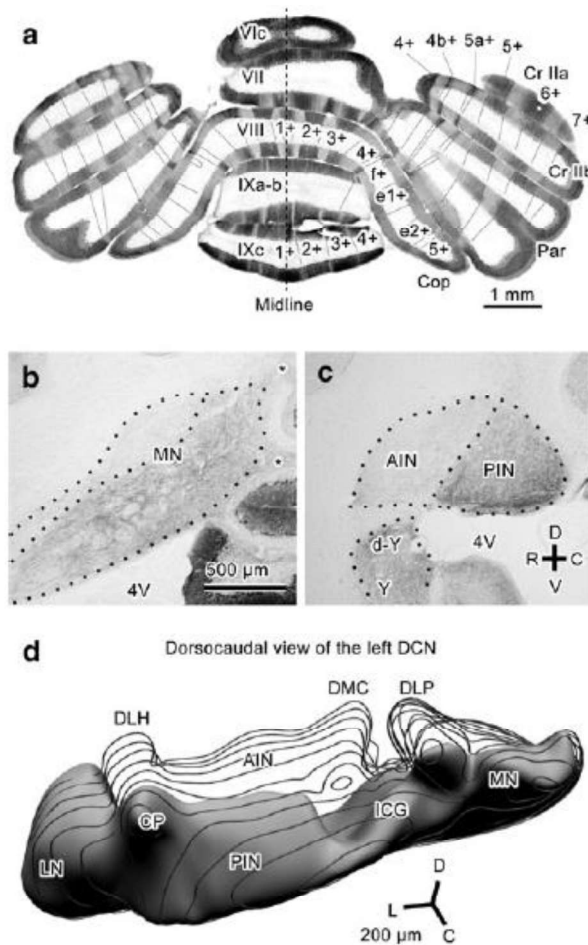 a
VIc
VII
VIII
1+ 2+ 3+ 4+
f+
e1+
e2+
5+
IXa-b
IXc
1+ 2+ 3+ 4+
4+ 4b+ 5a+ 5+
Cr IIa
6+
7+
Cr IIb
Par
Cop
Midline
1 mm
b
MN
*
*
4V
500 µm
c
AIN
PIN
d-Y
*
Y
4V
D
R C
V
d Dorsocaudal view of the left DCN
DLH DMC DLP
AIN
MN
CP
ICG
LN
PIN
D
L
C
200 µm